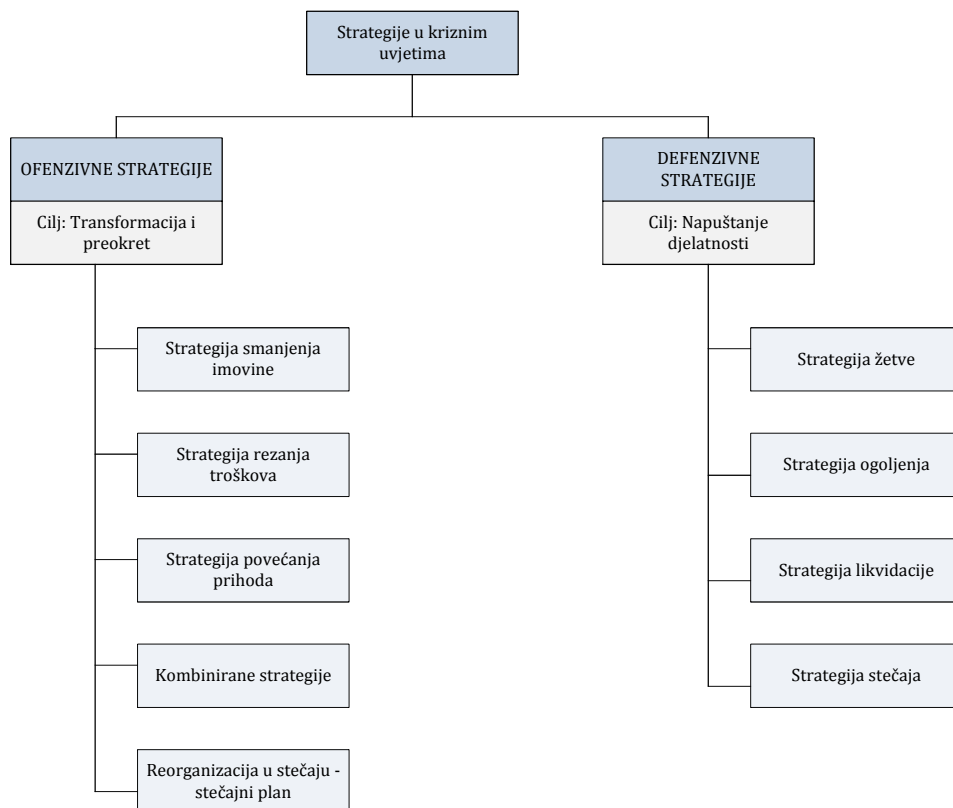 Strategije u kriznim
uvjetima
OFENZIVNE STRATEGIJE
Cilj: Transformacija i
preokret
Strategija smanjenja
imovine
Strategija rezanja
troškova
Strategija povećanja
prihoda
Kombinirane strategije
Reorganizacija u stečaju -
stečajni plan
DEFENZIVNE
STRATEGIJE
Cilj: Napuštanje
djelatnosti
Strategija žetve
Strategija ogoljenja
Strategija likvidacije
Strategija stečaja